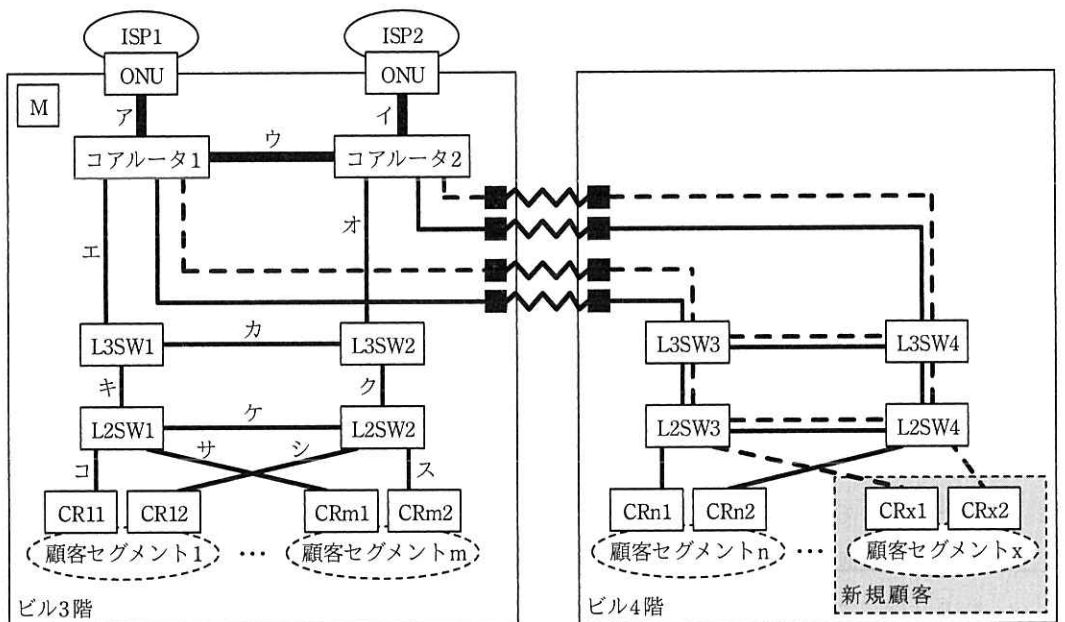 ISP1
ISP2
ONU
ONU
M
ア
イ
ウ
コアルータ1
コアルータ2
エ
オ
L3SW1
カ
L3SW2
L3SW3
L3SW4
キ
ク
L2SW1
ケ
L2SW2
L2SW3
L2SW4
コ
サ
シ
ス
CR11
CR12
CRm1
CRm2
CRn1
CRn2
CRx1
CRx2
顧客セグメント1
…
顧客セグメントm
顧客セグメントn
…
顧客セグメントx
新規顧客
ビル3階
ビル4階